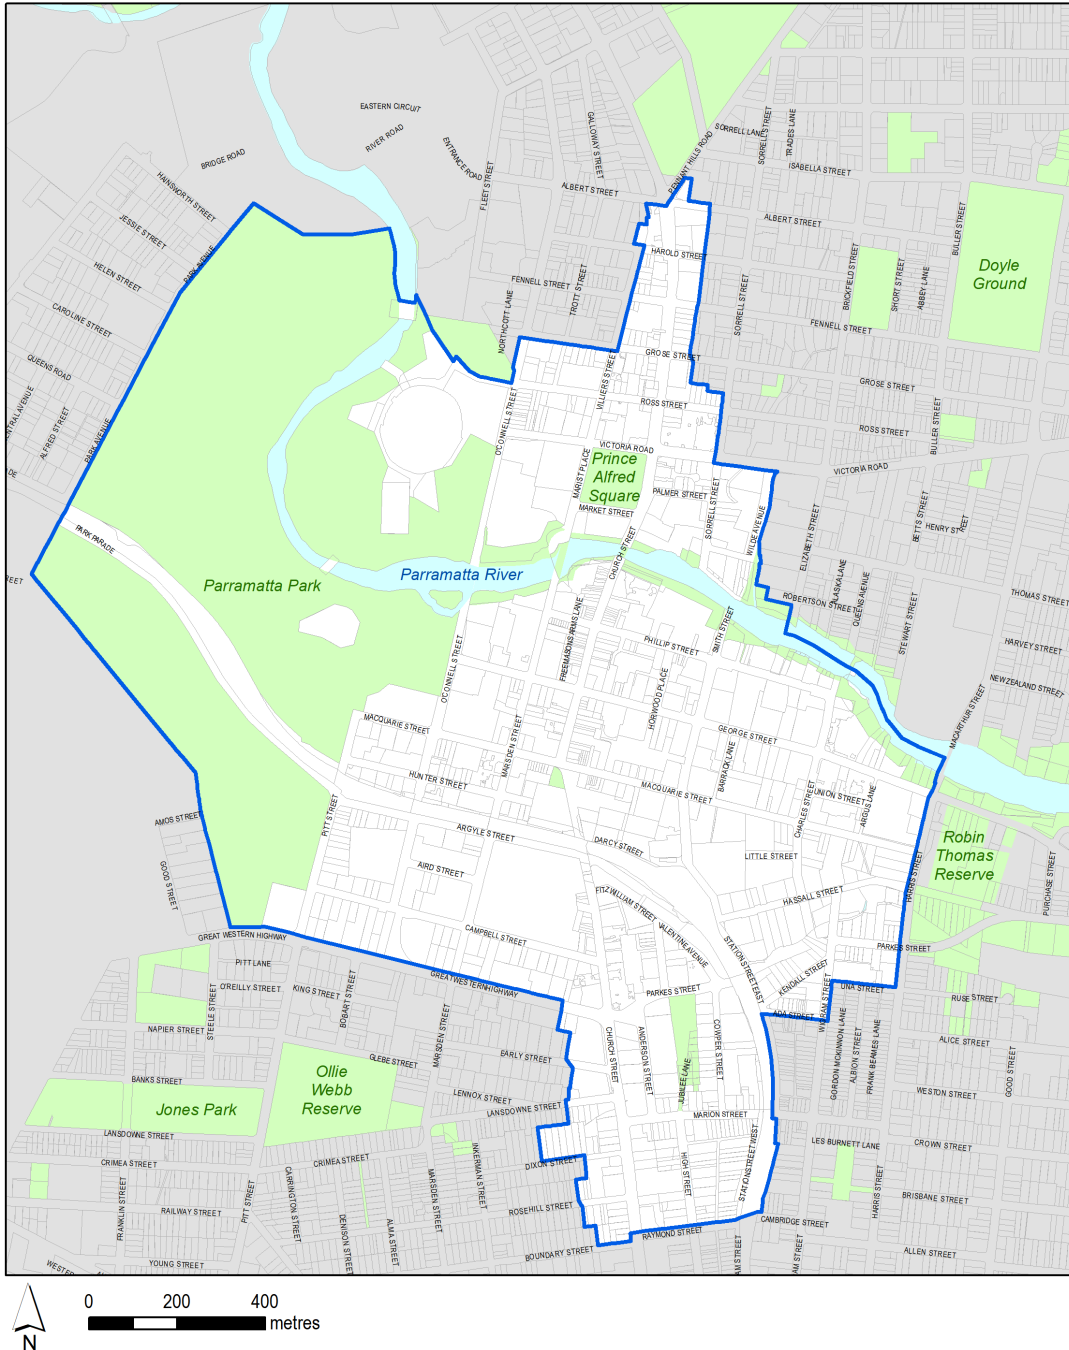 EASTERN CIRCUIT
RIVER ROAD
BRIDGE ROAD
ENTRANCE ROAD
FLEET STREET
GALLOWAY STREET
ALBERT STREET
PENNANT HILLS ROAD
SORRELL LANE
SORRELL STREET
TRADES LANE
ISABELLA STREET
HAINSWORTH STREET
JESSIE STREET
HELEN STREET
PARK AVENUE
CAROLINE STREET
QUEENS ROAD
ALFRED STREET
PARK AVENUE
ALBERT STREET
HAROLD STREET
BULLER STREET
Doyle
Ground
BRICKFIELD STREET
SHORT STREET
ABBEY LANE
FENNELL STREET
TROTT STREET
NORTHCOTT LANE
SORRELL STREET
FENNELL STREET
GROSE STREET
VILLIERS STREET
GROSE STREET
ROSS STREET
O'CONNELL STREET
ROSS STREET
BULLER STREET
VICTORIA ROAD
VICTORIA ROAD
MARIST PLACE
Prince
Alfred
Square
PALMER STREET
SORRELL STREET
MARKET STREET
WILDE AVENUE
ELIZABETH STREET
BETTS STREET
HENRY STREET
CHURCH STREET
PARK PARADE
REET
Parramatta Park
Parramatta River
ALASKA LANE
QUEENS AVENUE
ROBERTSON STREET
STEWART STREET
THOMAS STREET
HARVEY STREET
NEW ZEALAND STREET
MACARTHUR STREET
FREEMASONS ARMS LANE
SMITH STREET
PHILLIP STREET
O'CONNELL STREET
HORWOOD PLACE
MACQUARIE STREET
MARSDEN STREET
GEORGE STREET
BARRACK LANE
HUNTER STREET
MACQUARIE STREET
UNION STREET
ARGUS LANE
CHARLES STREET
PITT STREET
AMOS STREET
GOOD STREET
ARGYLE STREET
DARCY STREET
LITTLE STREET
Robin
Thomas
Reserve
HARRIS STREET
PURCHASE STREET
AIRD STREET
FITZWILLIAM STREET
HASSALL STREET
VALENTINE AVENUE
STATION STREET EAST
CAMPBELL STREET
PARKES STREET
GREAT WESTERN HIGHWAY
PITT LANE
O'REILLY STREET
KING STREET
BOBART STREET
GREAT WESTERN HIGHWAY
PARKES STREET
KENDALL STREET
WIGRAM STREET
UNA STREET
RUSE STREET
ADA STREET
STEELE STREET
NAPIER STREET
MARSDEN STREET
GLEBE STREET
EARLY STREET
CHURCH STREET
ANDERSON STREET
JUBILEE LANE
COWPER STREET
GORDON MCKINNON LANE
ALBION STREET
FRANK BEAMES LANE
ALICE STREET
GOOD STREET
BANKS STREET
Ollie
Webb
Reserve
Jones Park
LENNOX STREET
LANSDOWNE STREET
MARION STREET
WESTON STREET
LANSDOWNE STREET
CRIMEA STREET
CRIMEA STREET
INKERMAN STREET
DIXON STREET
HIGH STREET
STATION STREET WEST
LES BURNETT LANE
CROWN STREET
HARRIS STREET
BRISBANE STREET
FRANKLIN STREET
PITT STREET
CARRINGTON STREET
MARSDEN STREET
RAILWAY STREET
DENISON STREET
ALMA STREET
ROSEHILL STREET
RAYMOND STREET
CAMBRIDGE STREET
BOUNDARY STREET
AM STREET
AM STREET
ALLEN STREET
YOUNG STREET
WESTER
N
0 200 400
metres